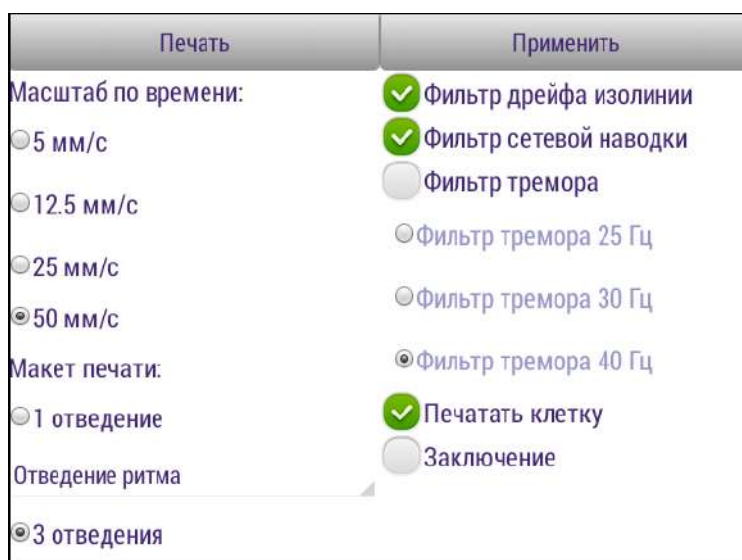 Печать
Применить
Масштаб по времени:
5 мм/с
12.5 мм/с
25 мм/с
50 мм/с
Макет печати:
1 отведение
Отведение ритма
3 отведения
Фильтр дрейфа изолинии
Фильтр сетевой наводки
Фильтр тремора
Фильтр тремора 25 Гц
Фильтр тремора 30 Гц
Фильтр тремора 40 Гц
Печатать клетку
Заключение